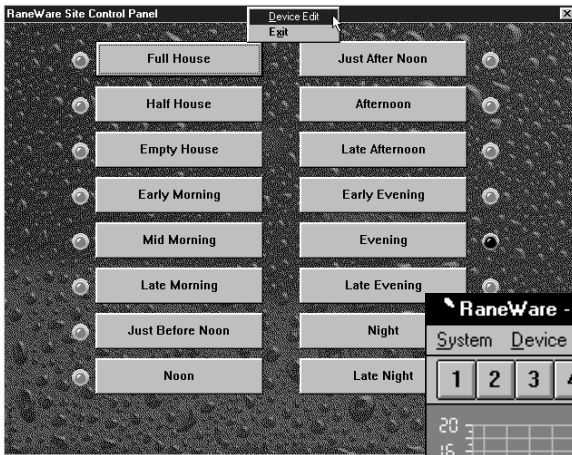 RaneWare Site Control Panel
Device Edit
Exit
Full House
Just After Noon
Half House
Afternoon
Empty House
Late Afternoon
Early Morning
Early Evening
Mid Morning
Evening
Late Morning
Late Evening
Just Before Noon
Night
Noon
Late Night
RaneWare -
System Device
1 2 3 4
20
16